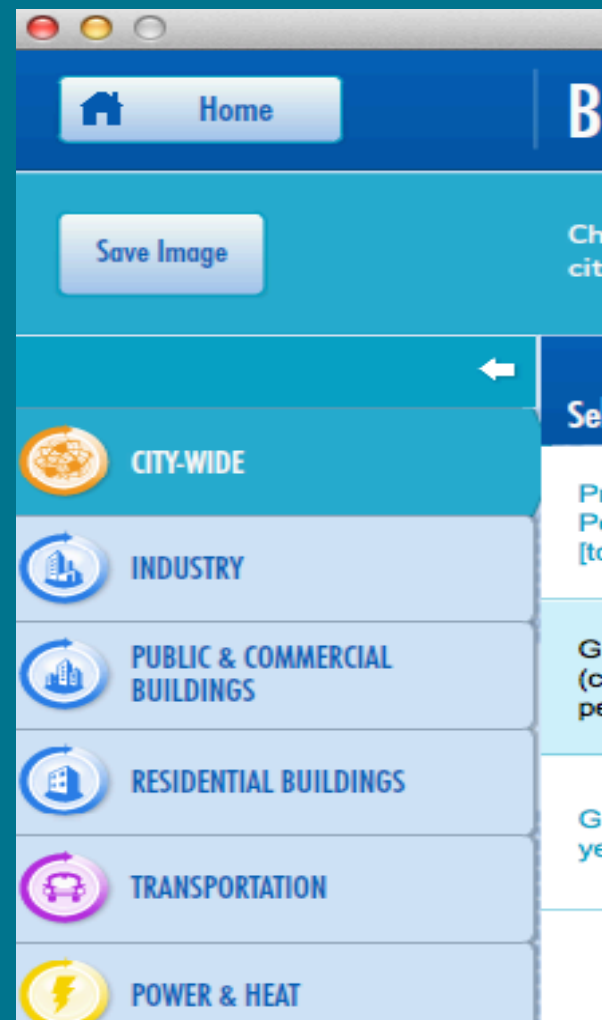 Home
Save Image
CITY-WIDE
INDUSTRY
PUBLIC & COMMERCIAL
BUILDINGS
RESIDENTIAL BUILDINGS
TRANSPORTATION
POWER & HEAT